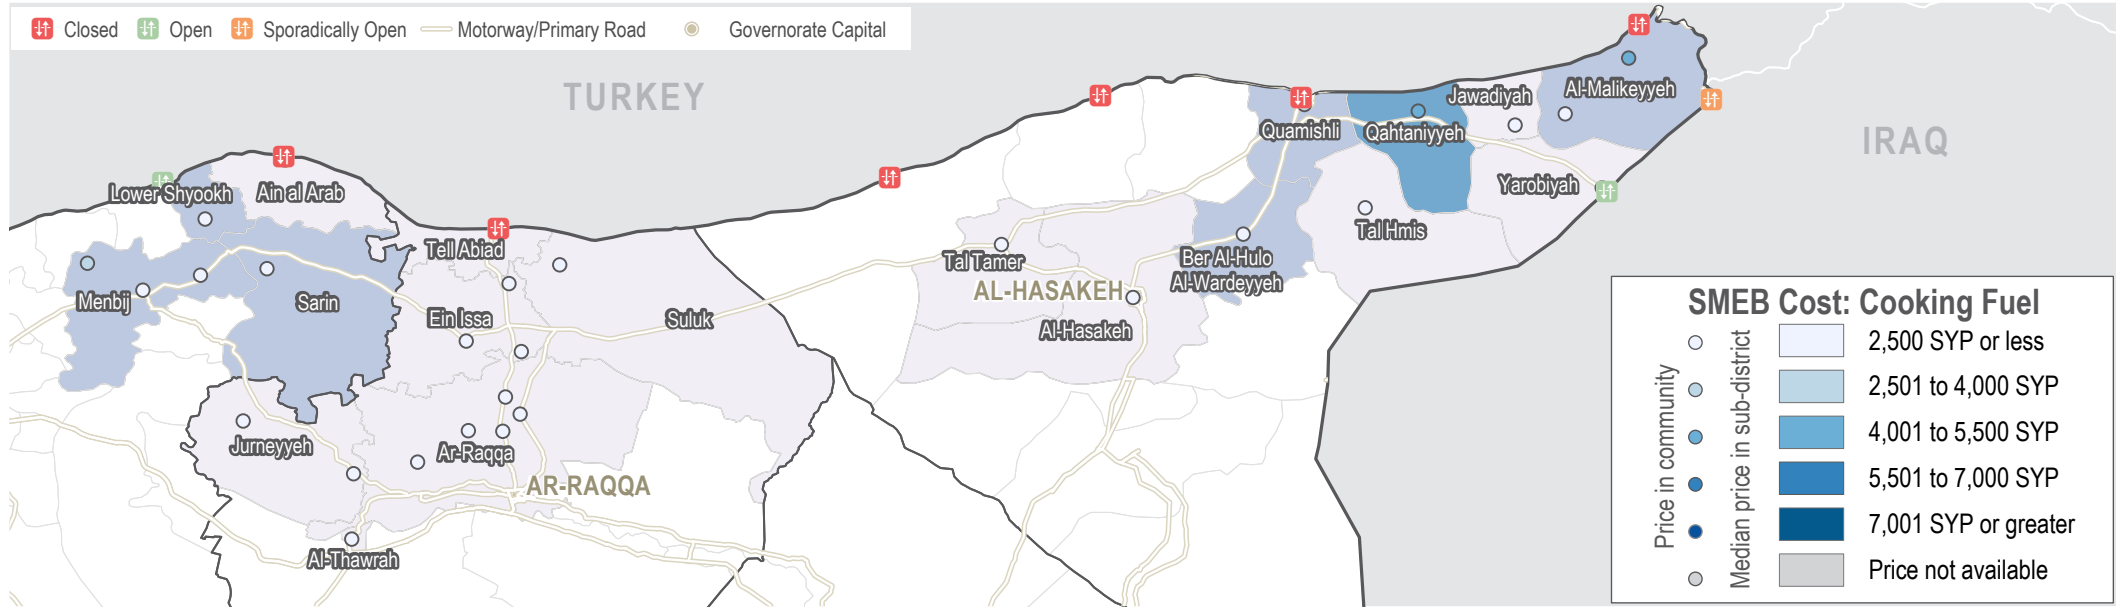 Closed
Open
Sporadically Open
Motorway/Primary Road
Governorate Capital
TURKEY
IRAQ
Al-Malikeyyeh
Jawadiyah
Quamishli
Qahtaniyyeh
Lower Shyookh
Ain al Arab
Yarobiyah
Tal Hmis
Tell Abiad
Tal Tamer
Ber Al-Hulo
Al-Wardeyyeh
AL-HASAKEH
Menbij
Sarin
Ein Issa
Suluk
Al-Hasakeh
Jurneyyeh
Ar-Raqqa
AR-RAQQA
Al-Thawrah
SMEB Cost: Cooking Fuel
Price in community
Median price in sub-district
2,500 SYP or less
2,501 to 4,000 SYP
4,001 to 5,500 SYP
5,501 to 7,000 SYP
7,001 SYP or greater
Price not available